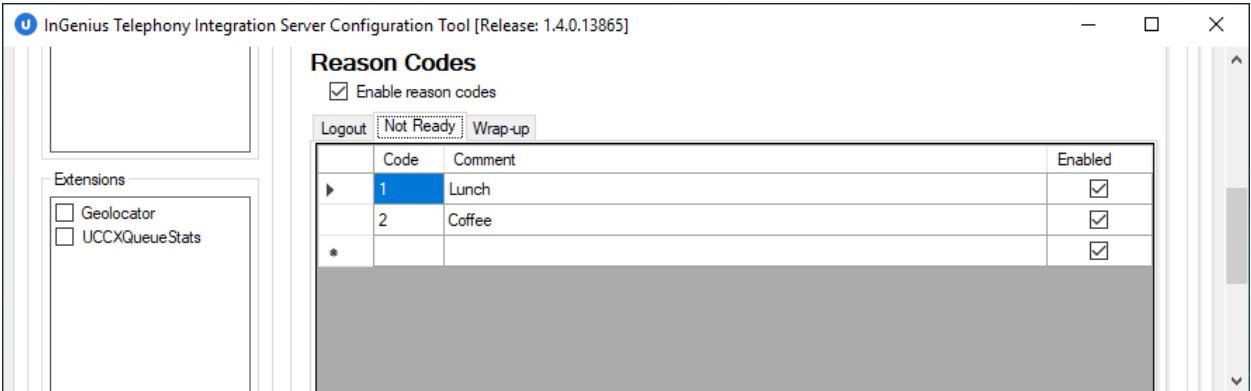 InGenius Telephony Integration Server Configuration Tool [Release: 1.4.0.13865]
Reason Codes
Enable reason codes
Logout Not Ready Wrap-up
Code Comment Enabled
1 Lunch
2 Coffee
Extensions
Geolocator
UCCXQueueStats